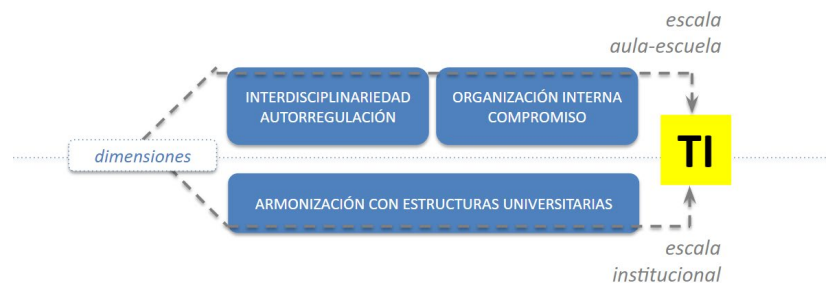 escala
aula-escuela
INTERDISCIPLINARIEDAD
AUTORREGULACIÓN
ORGANIZACIÓN INTERNA
COMPROMISO
TI
dimensiones
ARMONIZACIÓN CON ESTRUCTURAS UNIVERSITARIAS
escala
institucional